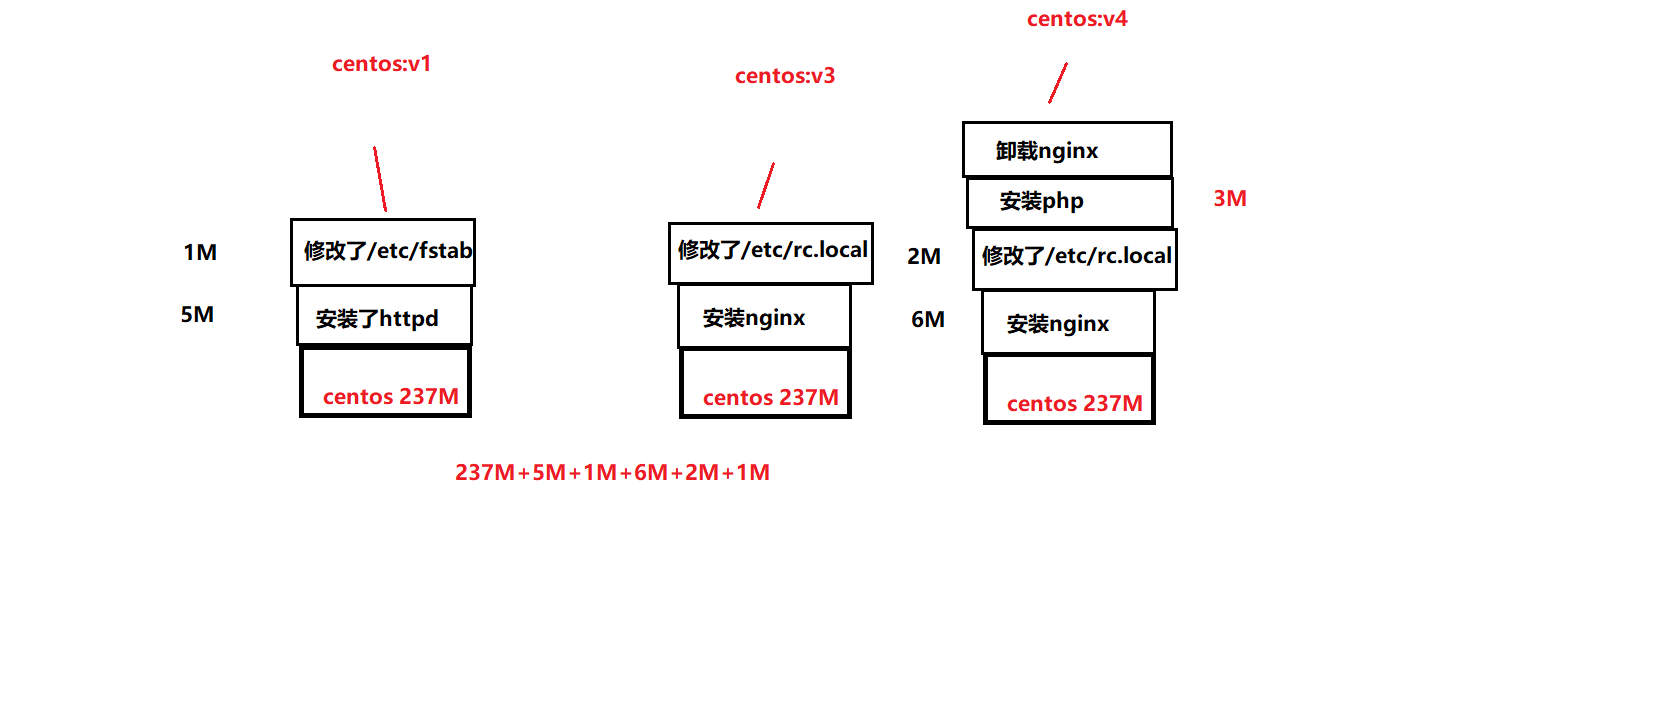 centos:v1
1M
修改了/etc/fstab
5M
安装了httpd
centos 237M
centos:v3
修改了/etc/rc.local
安装nginx
centos 237M
centos:v4
卸载nginx
安装php
3M
2M
修改了/etc/rc.local
6M
安装nginx
centos 237M
237M+5M+1M+6M+2M+1M